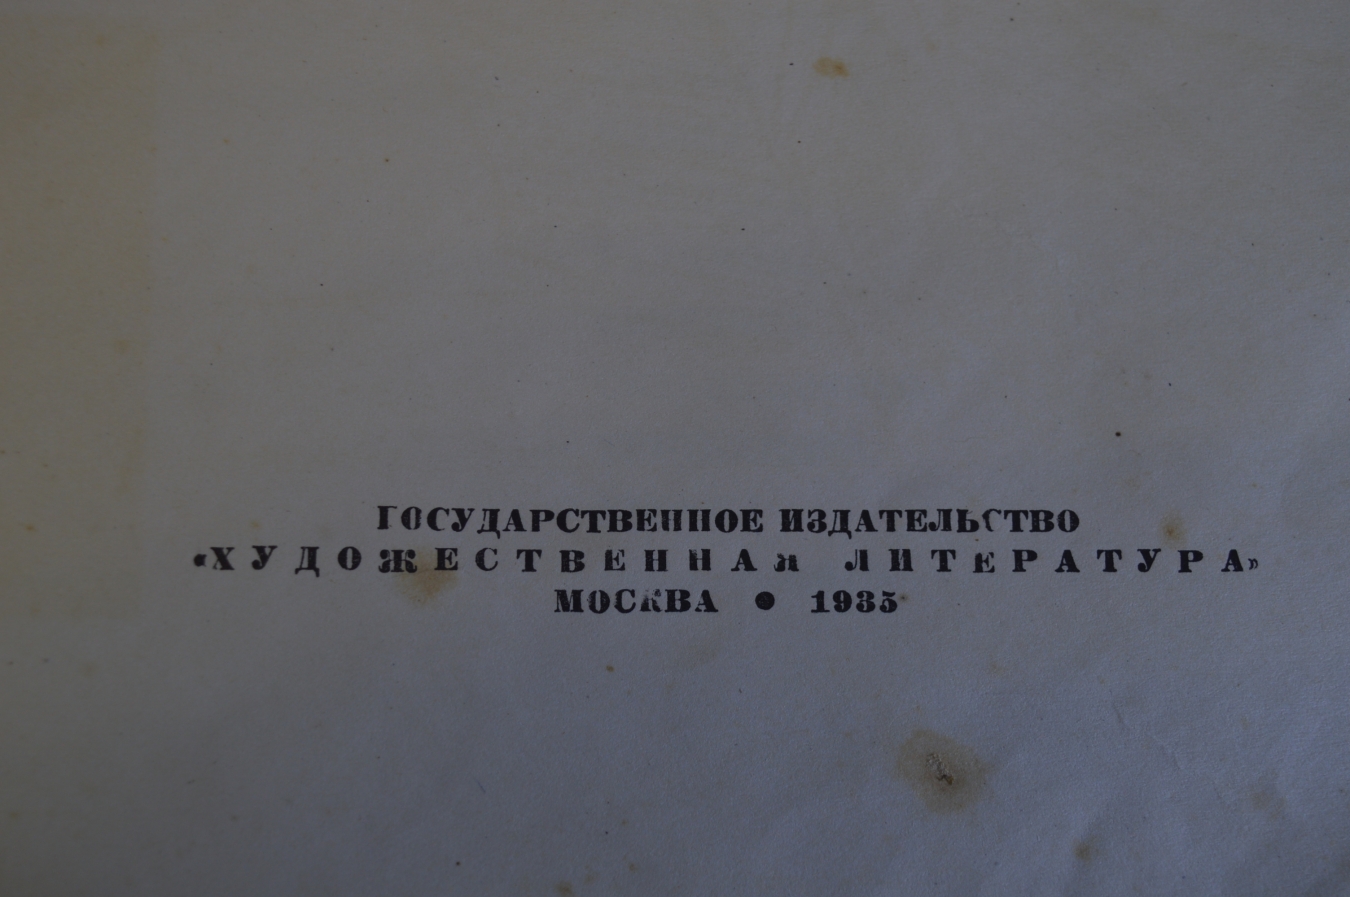 ГОСУДАРСТВЕННОЕ ИЗДАТЕЛЬСТВО
«ХУДОЖЕСТВЕННАЯ ЛИТЕРАТУРА»
МОСКВА ● 1935